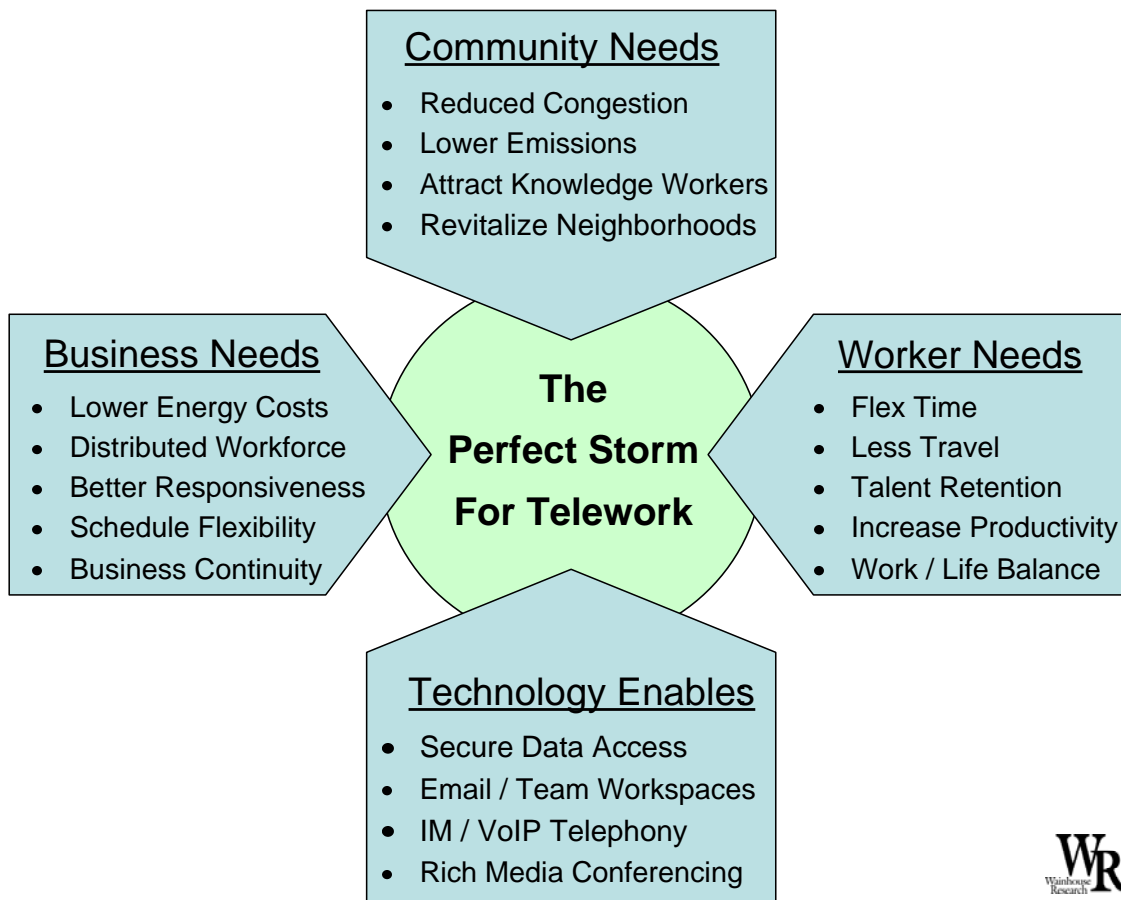 Community Needs
• Reduced Congestion
• Lower Emissions
• Attract Knowledge Workers
• Revitalize Neighborhoods
Business Needs
• Lower Energy Costs
• Distributed Workforce
• Better Responsiveness
• Schedule Flexibility
• Business Continuity
The
Perfect Storm
For Telework
Worker Needs
• Flex Time
• Less Travel
• Talent Retention
• Increase Productivity
• Work / Life Balance
Technology Enables
• Secure Data Access
• Email / Team Workspaces
• IM / VoIP Telephony
• Rich Media Conferencing
WR
Wainhouse
Research